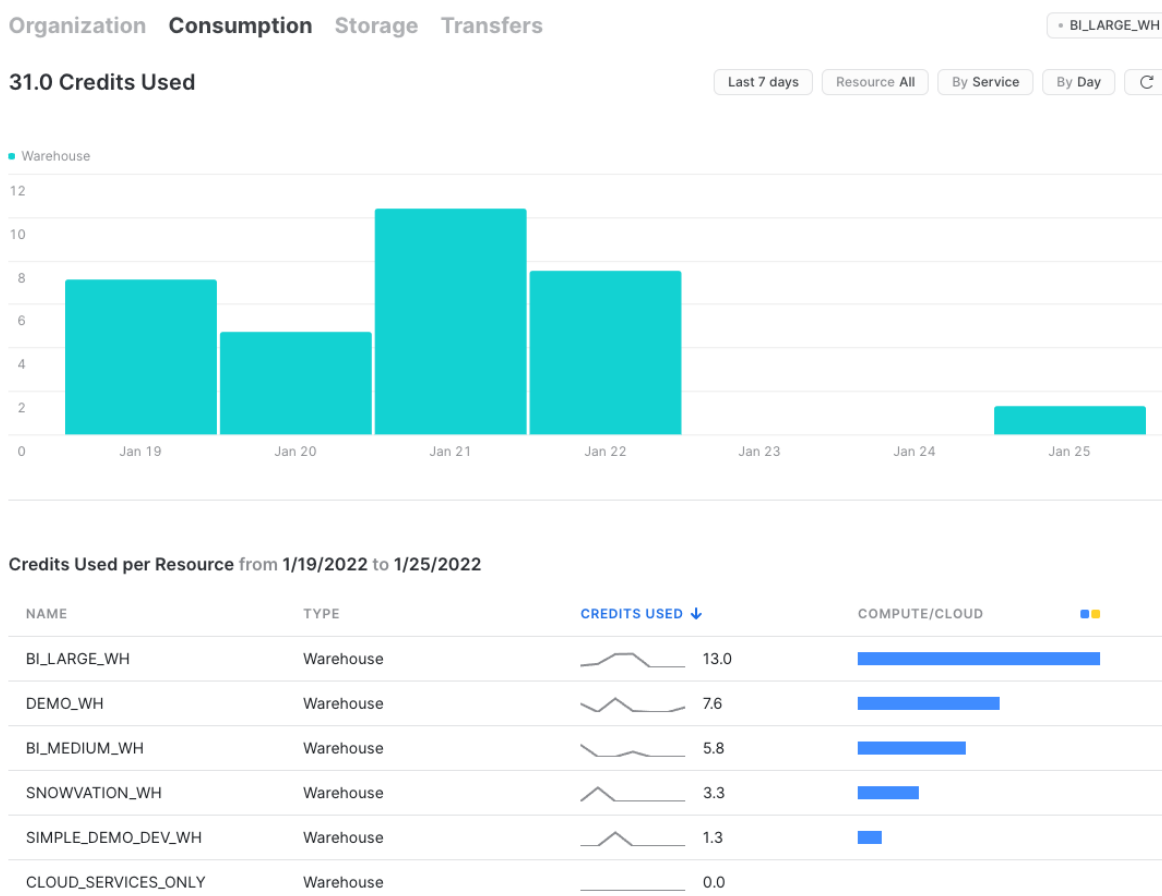 Organization Consumption Storage Transfers BI_LARGE_WH
31.0 Credits Used Last 7 days Resource All By Service By Day
Warehouse
12
10
8
6
4
2
0 Jan 19 Jan 20 Jan 21 Jan 22 Jan 23 Jan 24 Jan 25
Credits Used per Resource from 1/19/2022 to 1/25/2022
NAME TYPE CREDITS USED COMPUTE/CLOUD
BI_LARGE_WH Warehouse 13.0
DEMO_WH Warehouse 7.6
BI_MEDIUM_WH Warehouse 5.8
SNOWVATION_WH Warehouse 3.3
SIMPLE_DEMO_DEV_WH Warehouse 1.3
CLOUD_SERVICES_ONLY Warehouse 0.0